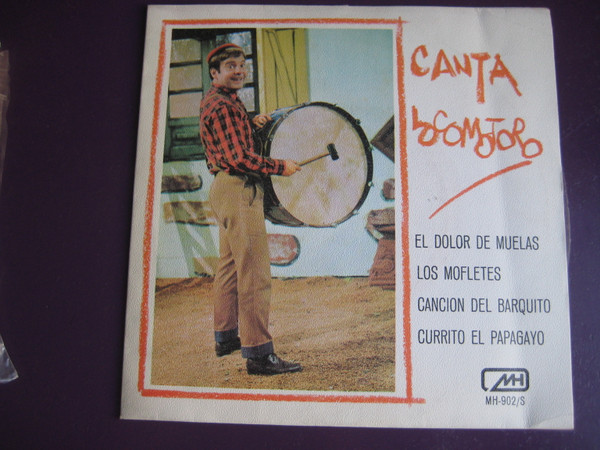 CANTA
LOCOMOTORO
EL DOLOR DE MUELAS
LOS MOFLETES
CANCION DEL BARQUITO
CURRITO EL PAPAGAYO
MH
MH-902/S